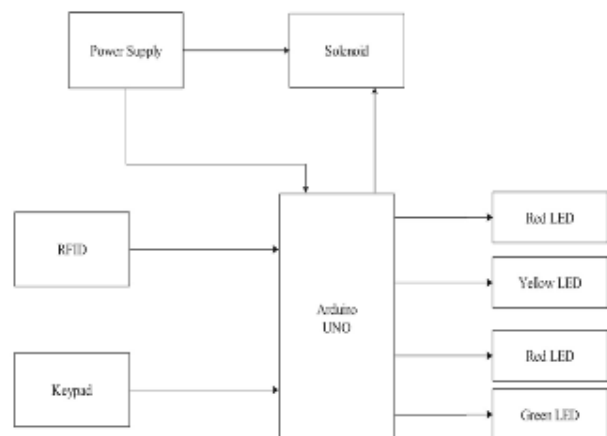 Power Supply
Solenoid
RFID
Keypad
Arduino
UNO
Red LED
Yellow LED
Red LED
Green LED